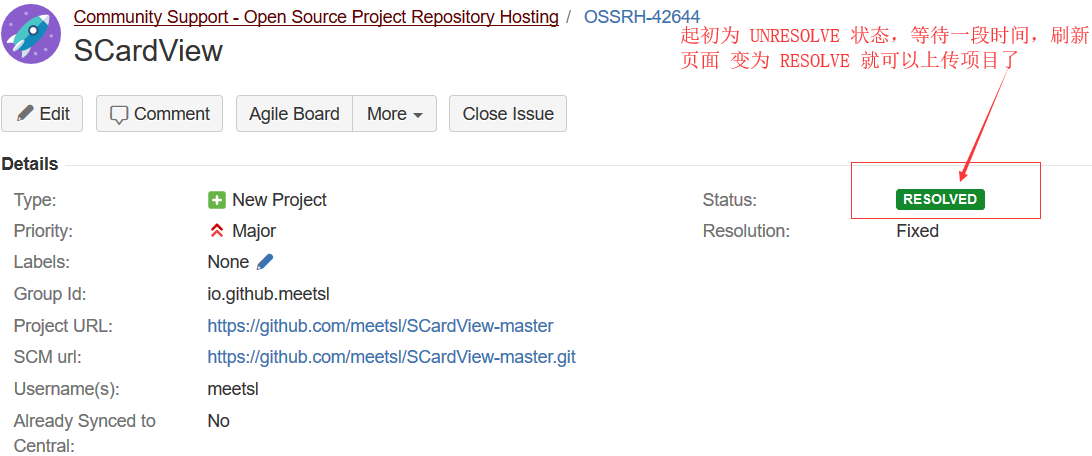 Community Support - Open Source Project Repository Hosting / OSSRH-42644
SCardView
起初为 UNRESOLVE 状态，等待一段时间，刷新
页面 变为 RESOLVE 就可以上传项目了
Edit Comment Agile Board More Close Issue
Details
Type: New Project
Status: RESOLVED
Priority: Major
Resolution: Fixed
Labels: None
Group Id: io.github.meetsl
Project URL: https://github.com/meetsl/SCardView-master
SCM url: https://github.com/meetsl/SCardView-master.git
Username(s): meetsl
Already Synced to No
Central: